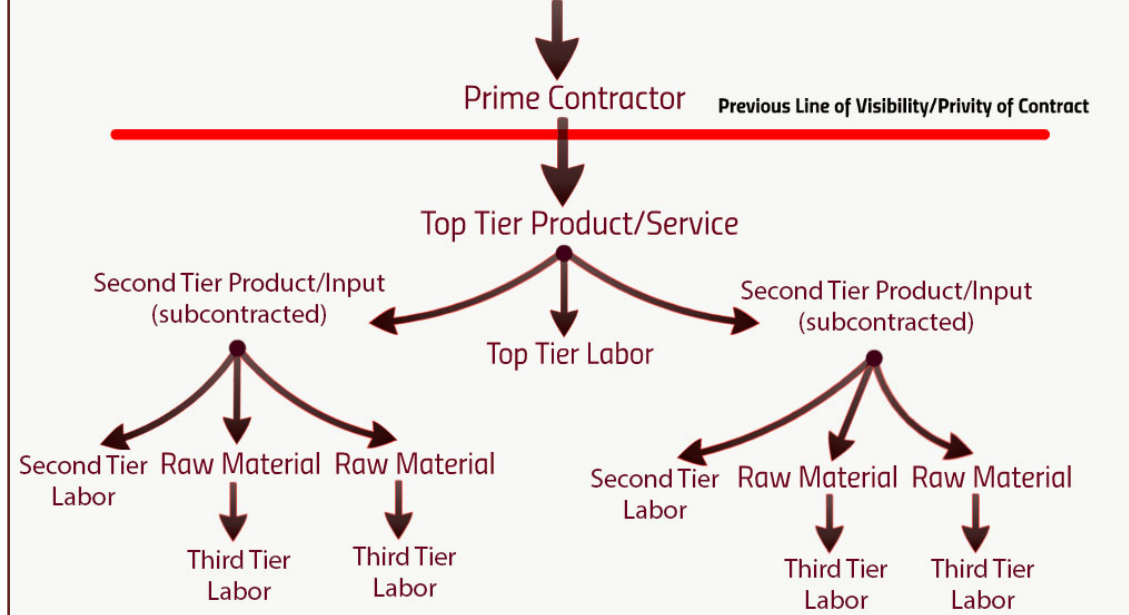 Prime Contractor
Previous Line of Visibility/Privity of Contract
Top Tier Product/Service
Second Tier Product/Input
(subcontracted)
Top Tier Labor
Second Tier Product/Input
(subcontracted)
Second Tier
Labor
Raw Material
Raw Material
Second Tier
Labor
Raw Material
Raw Material
Third Tier
Labor
Third Tier
Labor
Third Tier
Labor
Third Tier
Labor